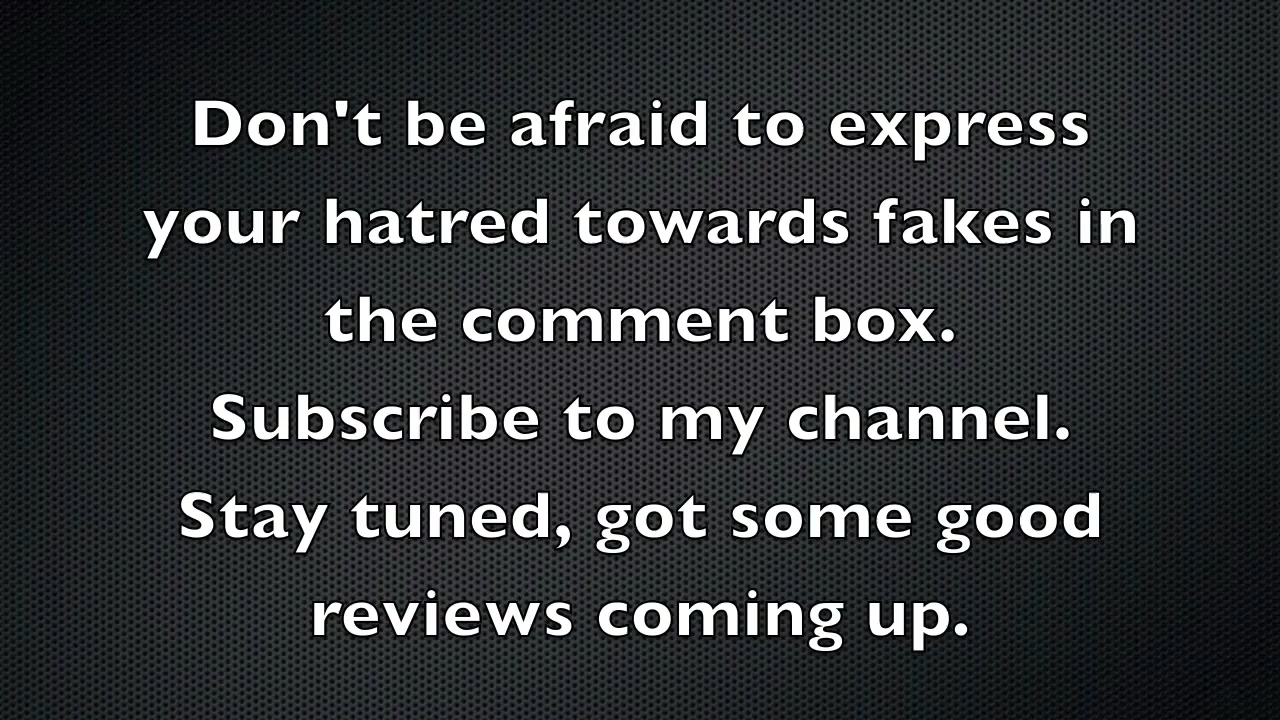 Don't be afraid to express
your hatred towards fakes in
the comment box.
Subscribe to my channel.
Stay tuned, got some good
reviews coming up.